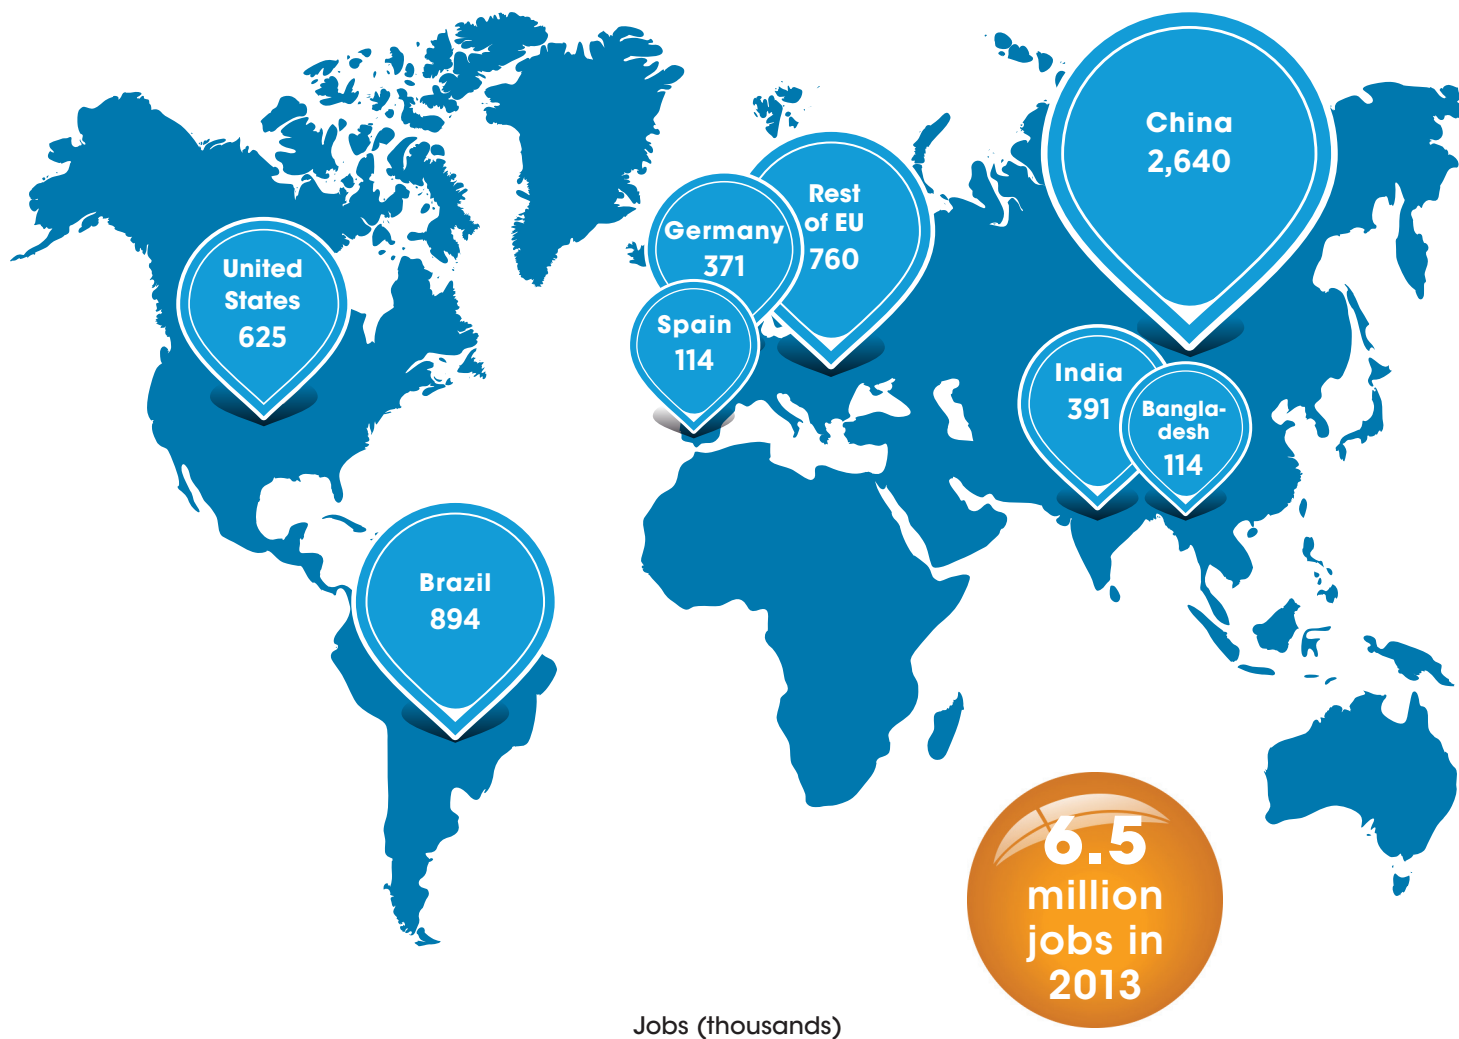 China
2,640
Rest
of EU
760
Germany
371
United
States
625
Spain
114
India
391
Bangla-
desh
114
Brazil
894
6.5
million
jobs in
2013
Jobs (thousands)